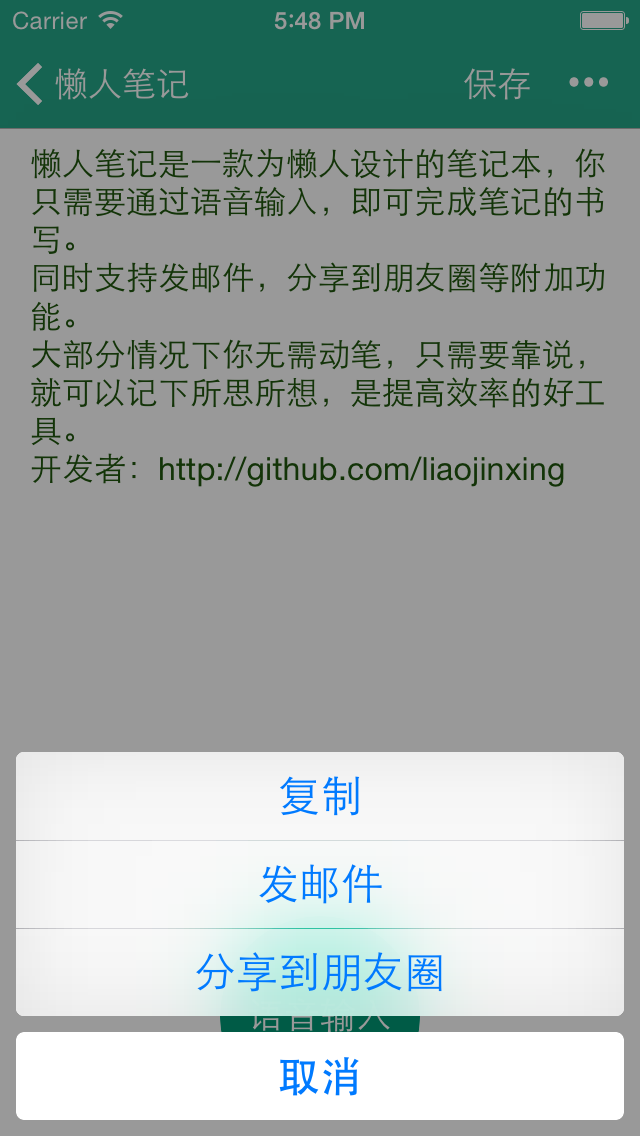 Carrier 5:48 PM
懒人笔记 保存 •••
懒人笔记是一款为懒人设计的笔记本，你
只需要通过语音输入，即可完成笔记的书
写。
同时支持发邮件，分享到朋友圈等附加功
能。
大部分情况下你无需动笔，只需要靠说，
就可以记下所思所想，是提高效率的好工
具。
开发者：http://github.com/liaojinxing
复制
发邮件
分享到朋友圈
语音输入
取消